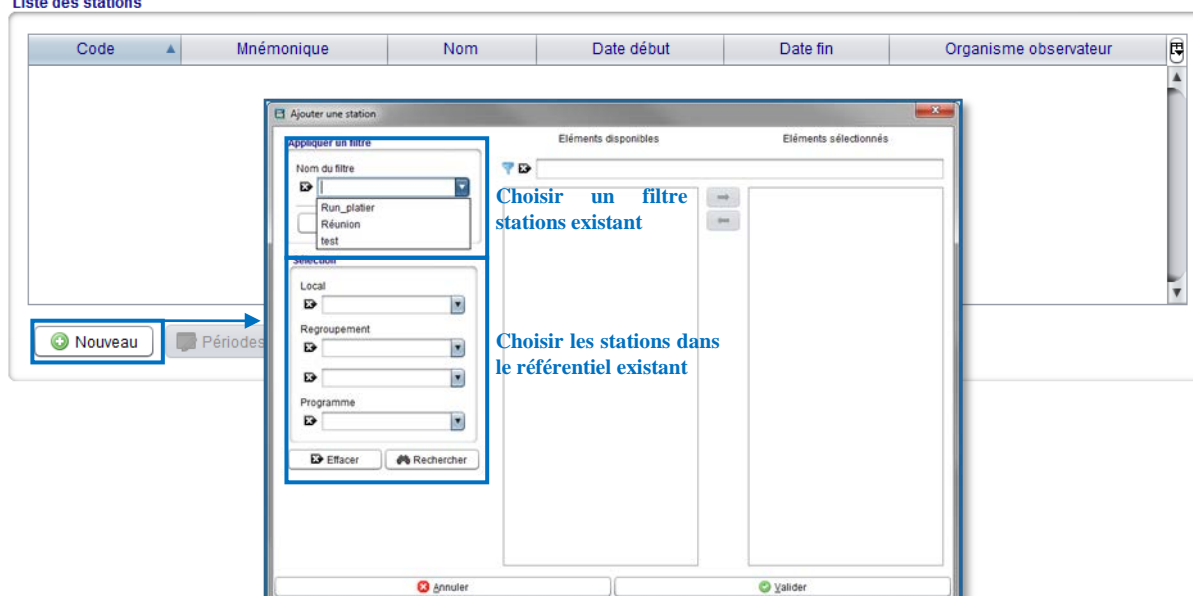 Liste des stations
Code Mnémonique Nom Date début Date fin Organisme observateur
Ajouter une station
Appliquer un filtre
Eléments disponibles
Eléments sélectionnés
Nom du filtre
Run_platier
Réunion
test
Choisir un filtre
stations existant
Sélection
Local
Regroupement
Programme
Choisir les stations dans
le référentiel existant
Nouveau
Périodes
Effacer
Rechercher
Annuler
Valider